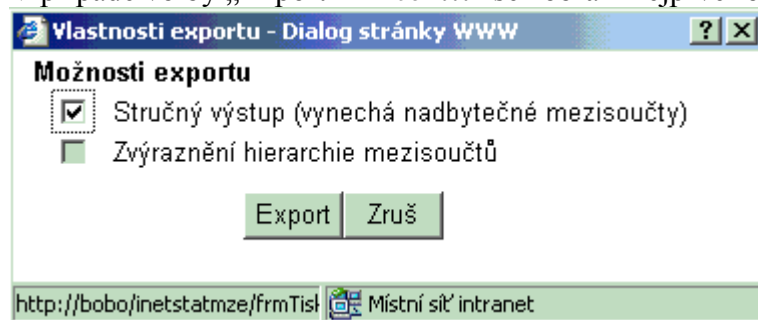 Vlastnosti exportu - Dialog stránky WWW
Možnosti exportu
Stručný výstup (vynechá nadbytečné mezisoučty)
Zvýraznění hierarchie mezisoučtů
Export Zruš
http://bobo/inetstatmze/frmTisk Místní síť intranet